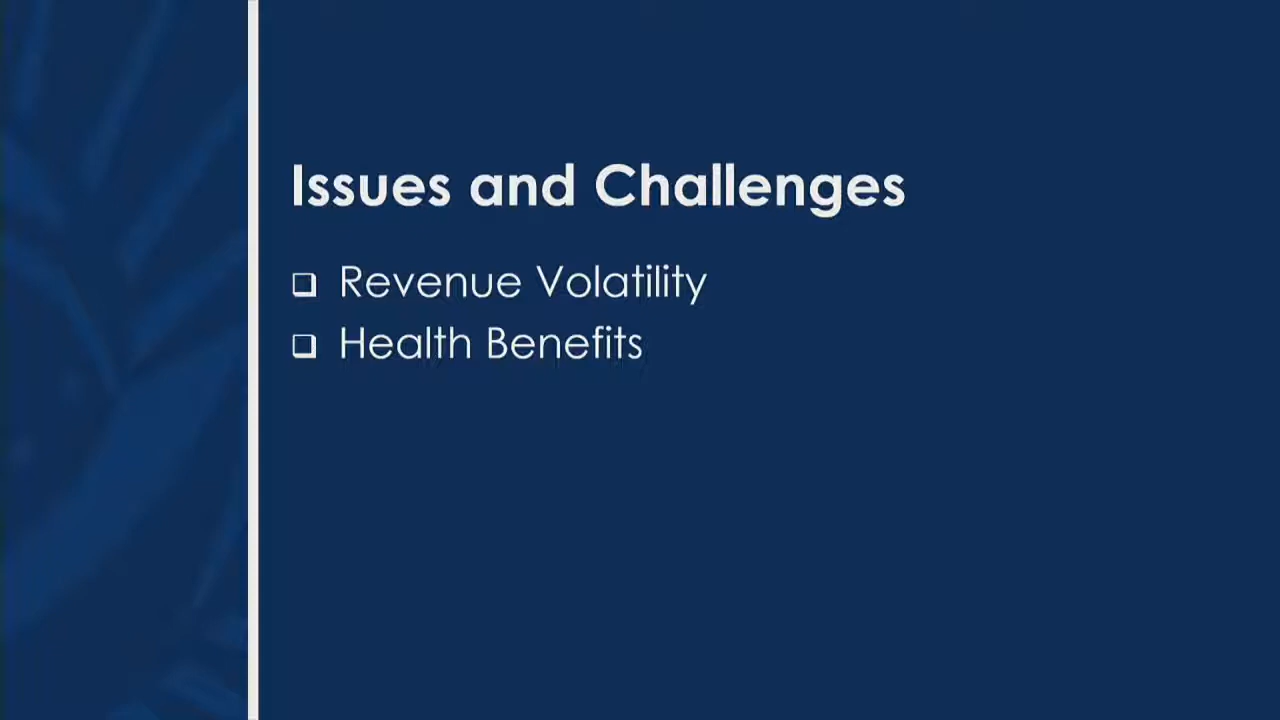 Issues and Challenges
❑ Revenue Volatility
❑ Health Benefits